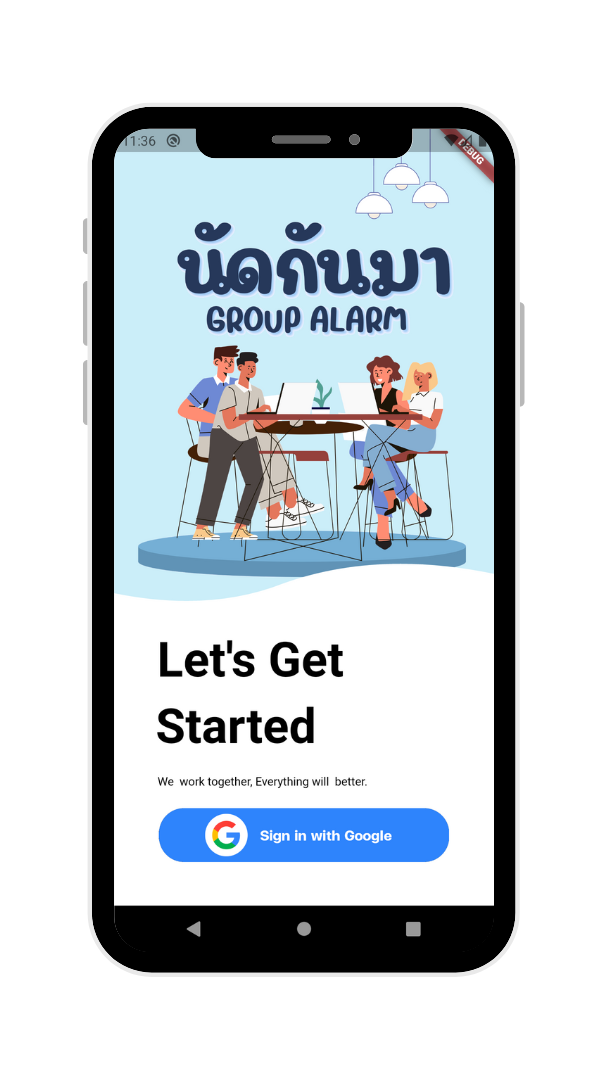 11:36
DEBUG
นัดกันมา
GROUP ALARM
Let's Get
Started
We work together, Everything will better.
Sign in with Google